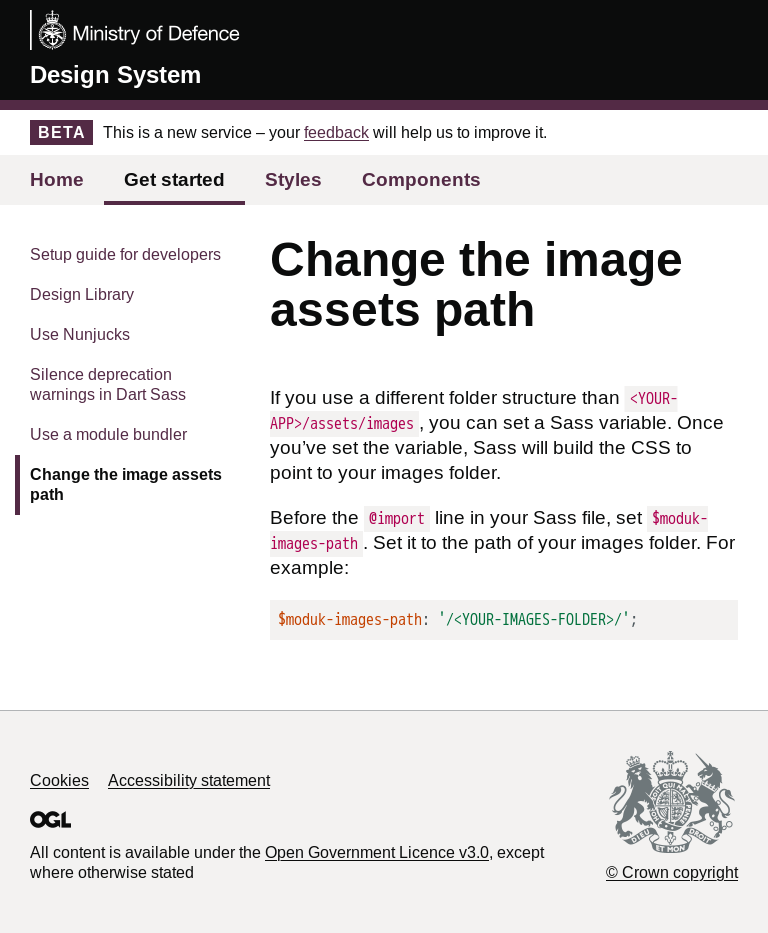 Ministry of Defence
Design System
BETA This is a new service – your feedback will help us to improve it.
Home Get started Styles Components
Setup guide for developers
Design Library
Use Nunjucks
Silence deprecation
warnings in Dart Sass
Use a module bundler
Change the image assets
path
Change the image
assets path
If you use a different folder structure than <YOUR-
APP>/assets/images, you can set a Sass variable. Once
you’ve set the variable, Sass will build the CSS to
point to your images folder.
Before the @import line in your Sass file, set $moduk-
images-path. Set it to the path of your images folder. For
example:
$moduk-images-path: '/<YOUR-IMAGES-FOLDER>/';
Cookies Accessibility statement
OGL
All content is available under the Open Government Licence v3.0, except
where otherwise stated
DIEU ET MON DROIT
© Crown copyright